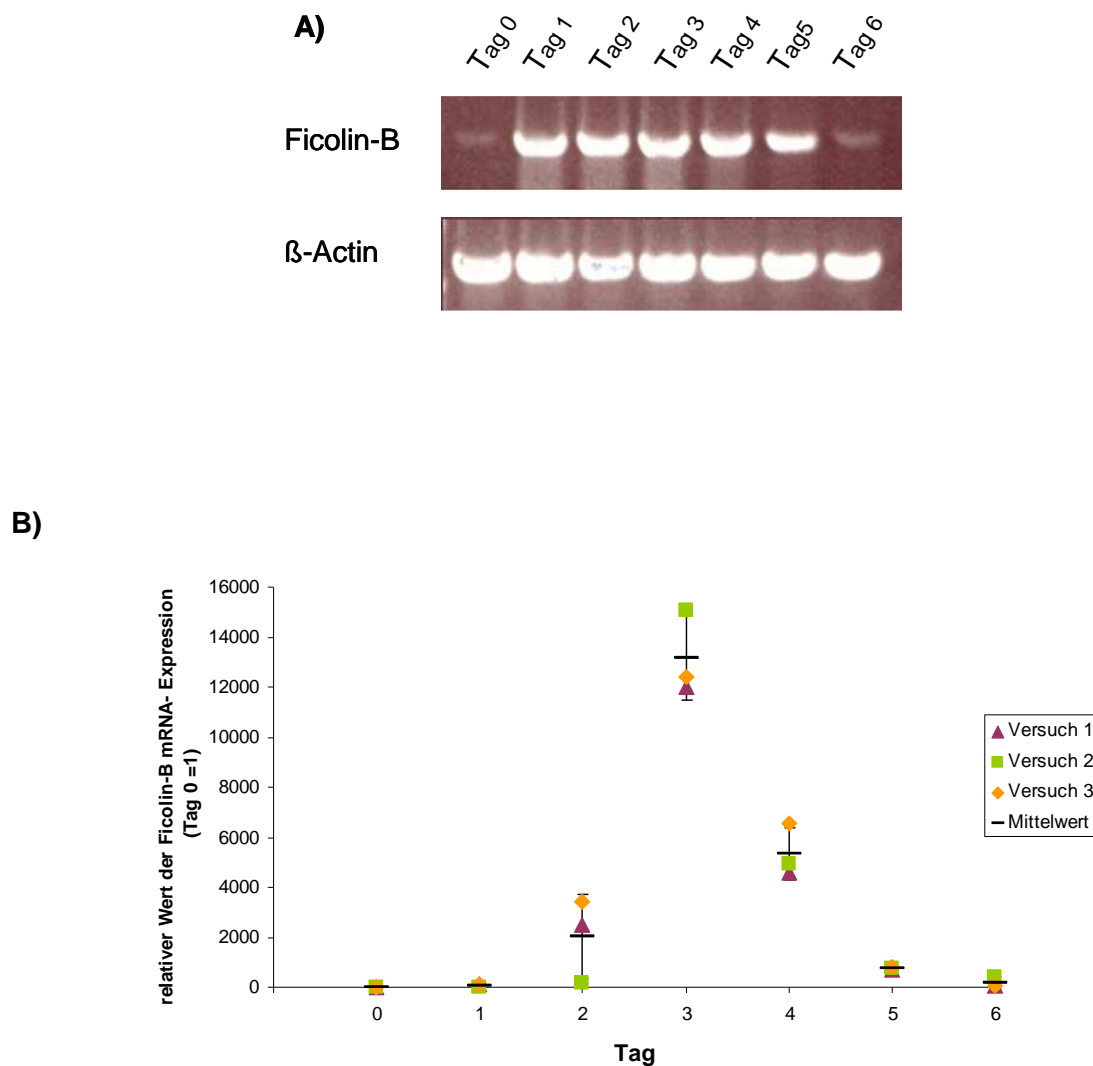 A)
Tag 0 Tag 1 Tag 2 Tag 3 Tag 4 Tag5 Tag 6
Ficolin-B
ß-Actin
B)
relativer Wert der Ficolin-B mRNA- Expression
(Tag 0 =1)
16000
14000
12000
10000
8000
6000
4000
2000
0
0 1 2 3 4 5 6
Tag
Versuch 1
Versuch 2
Versuch 3
Mittelwert